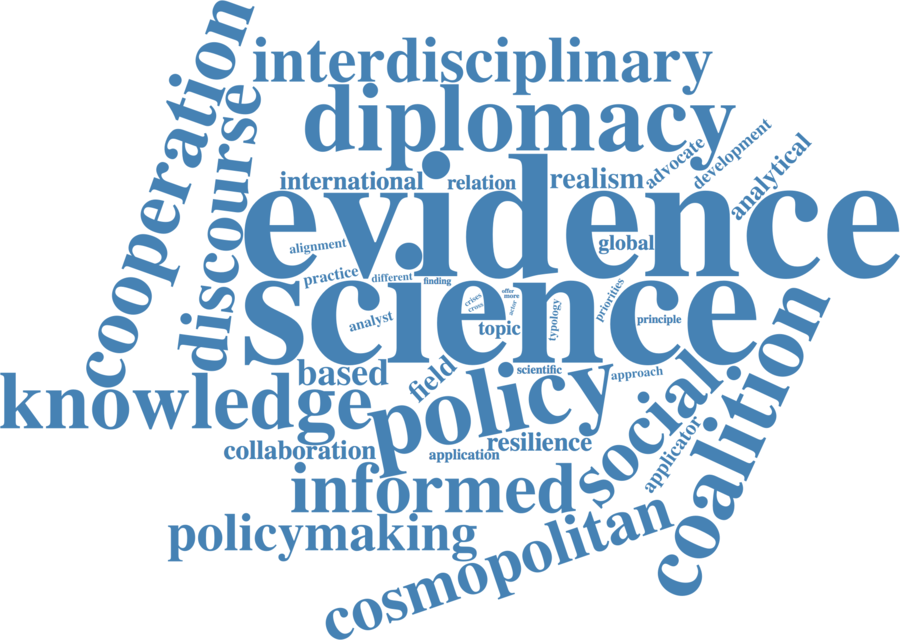 cooperation
interdisciplinary
discourse
diplomacy
advocate
development
analytical
international
relation
realism
evidence
alignment
global
practice
different
finding
science
crises
cross
offer
more
actor
typology
priorities
analyst
topic
principle
based
field
scientific
approach
knowledge
policy
social
coalition
collaboration
application
resilience
applicator
informed
policymaking
cosmopolitan